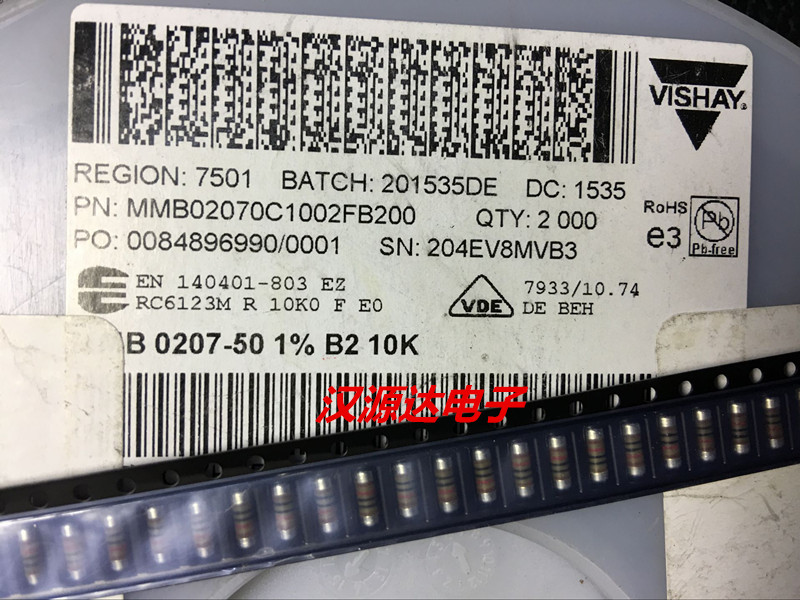 VISHAY
REGION: 7501 BATCH: 201535DE DC: 1535
PN: MMB02070C1002FB200 QTY: 2 000
PO: 0084896990/0001 SN: 204EV8MVB3
RoHS
e3
Pb
Pb-free
EN 140401-803 EZ
RC6123M R 10K0 F E0
VDE
7933/10.74
DE BEH
B 0207-50 1% B2 10K
汉源达电子